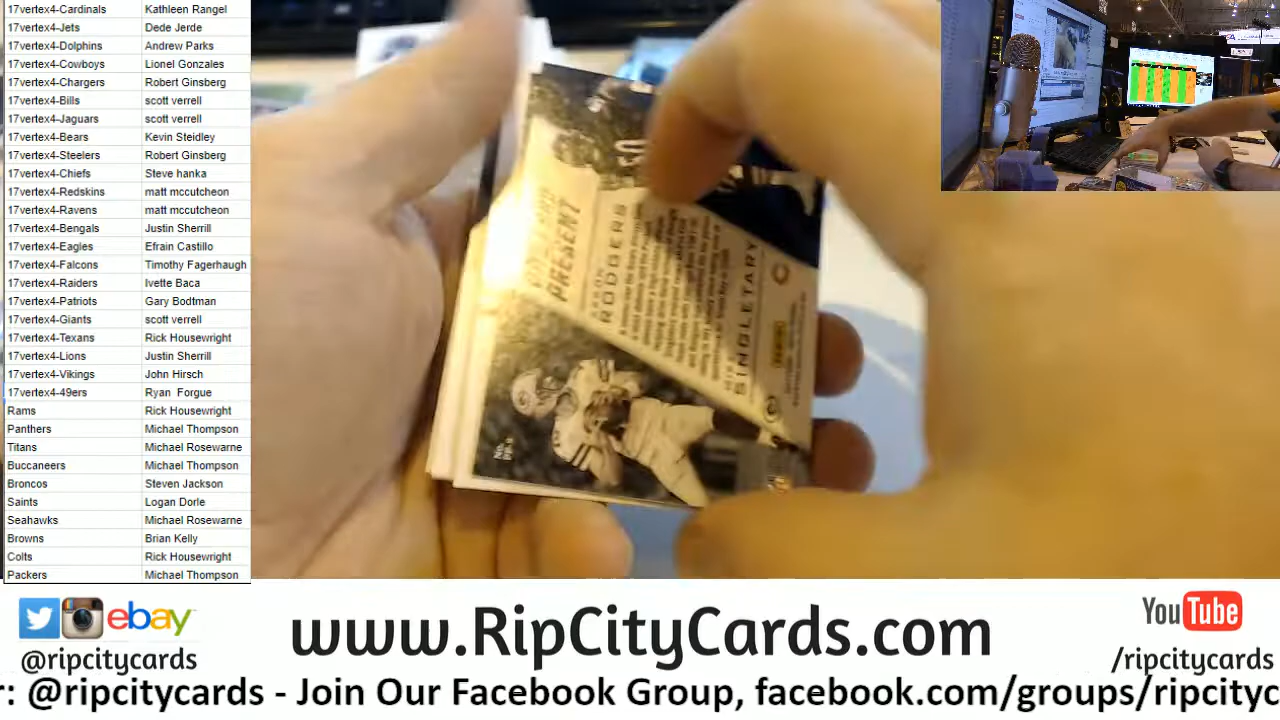 17vertex4-Cardinals Kathleen Rangel
17vertex4-Jets Dede Jerde
17vertex4-Dolphins Andrew Parks
17vertex4-Cowboys Lionel Gonzales
17vertex4-Chargers Robert Ginsberg
17vertex4-Bills scott verrell
17vertex4-Jaguars scott verrell
17vertex4-Bears Kevin Steidley
17vertex4-Steelers Robert Ginsberg
17vertex4-Chiefs Steve hanka
17vertex4-Redskins matt mccutcheon
17vertex4-Ravens matt mccutcheon
17vertex4-Bengals Justin Sherrill
17vertex4-Eagles Efrain Castillo
17vertex4-Falcons Timothy Fagerhaugh
17vertex4-Raiders Ivette Baca
17vertex4-Patriots Gary Bodtman
17vertex4-Giants scott verrell
17vertex4-Texans Rick Housewright
17vertex4-Lions Justin Sherrill
17vertex4-Vikings John Hirsch
17vertex4-49ers Ryan Forgue
Rams Rick Housewright
Panthers Michael Thompson
Titans Michael Rosewarne
Buccaneers Michael Thompson
Broncos Steven Jackson
Saints Logan Dorle
Seahawks Michael Rosewarne
Browns Brian Kelly
Colts Rick Housewright
Packers Michael Thompson
PRESENT
RODGERS
SINGLETARY
ebay
@ripcitycards
www.RipCityCards.com
YouTube
/ripcitycards
r: @ripcitycards - Join Our Facebook Group, facebook.com/groups/ripcityc